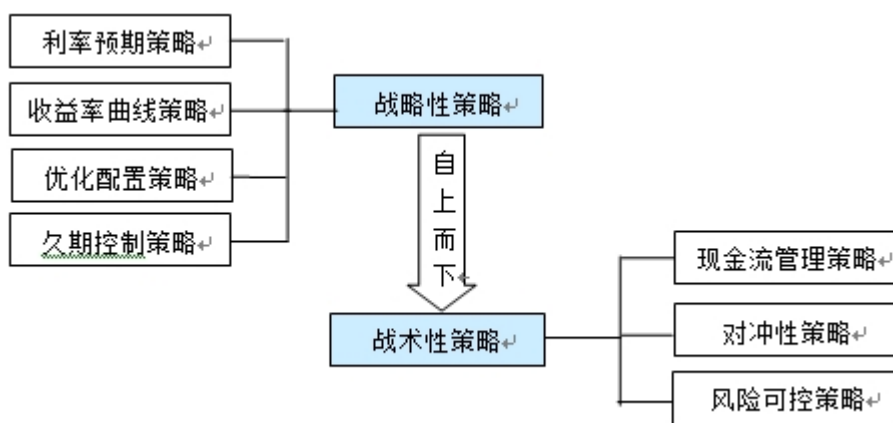 利率预期策略
收益率曲线策略
优化配置策略
久期控制策略
战略性策略
自上而下
战术性策略
现金流管理策略
对冲性策略
风险可控策略